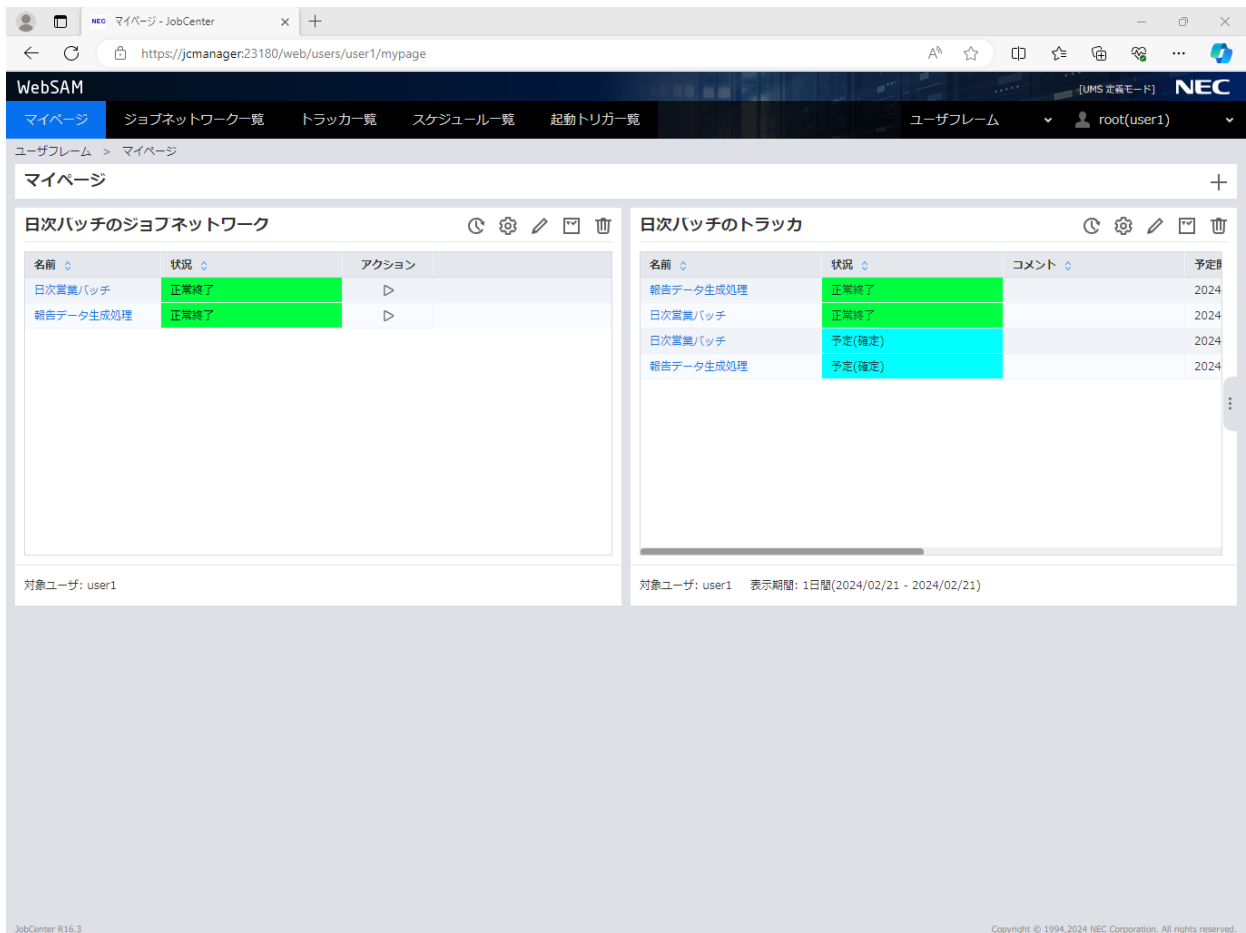 NEC マイページ - JobCenter
https://jcmanager:23180/web/users/user1/mypage
WebSAM
[UMS 定義モード] NEC
マイページ ジョブネットワーク一覧 トラッカ一覧 スケジュール一覧 起動トリガ一覧 ユーザフレーム root(user1)
ユーザフレーム > マイページ
マイページ
日次バッチのジョブネットワーク
名前 状況 アクション
日次営業バッチ 正常終了
報告データ生成処理 正常終了
対象ユーザ: user1
日次バッチのトラッカ
名前 状況 コメント 予定開
報告データ生成処理 正常終了 2024
日次営業バッチ 正常終了 2024
日次営業バッチ 予定(確定) 2024
報告データ生成処理 予定(確定) 2024
対象ユーザ: user1 表示期間: 1日間(2024/02/21 - 2024/02/21)
JobCenter R16.3
Copyright © 1994,2024 NEC Corporation. All rights reserved.